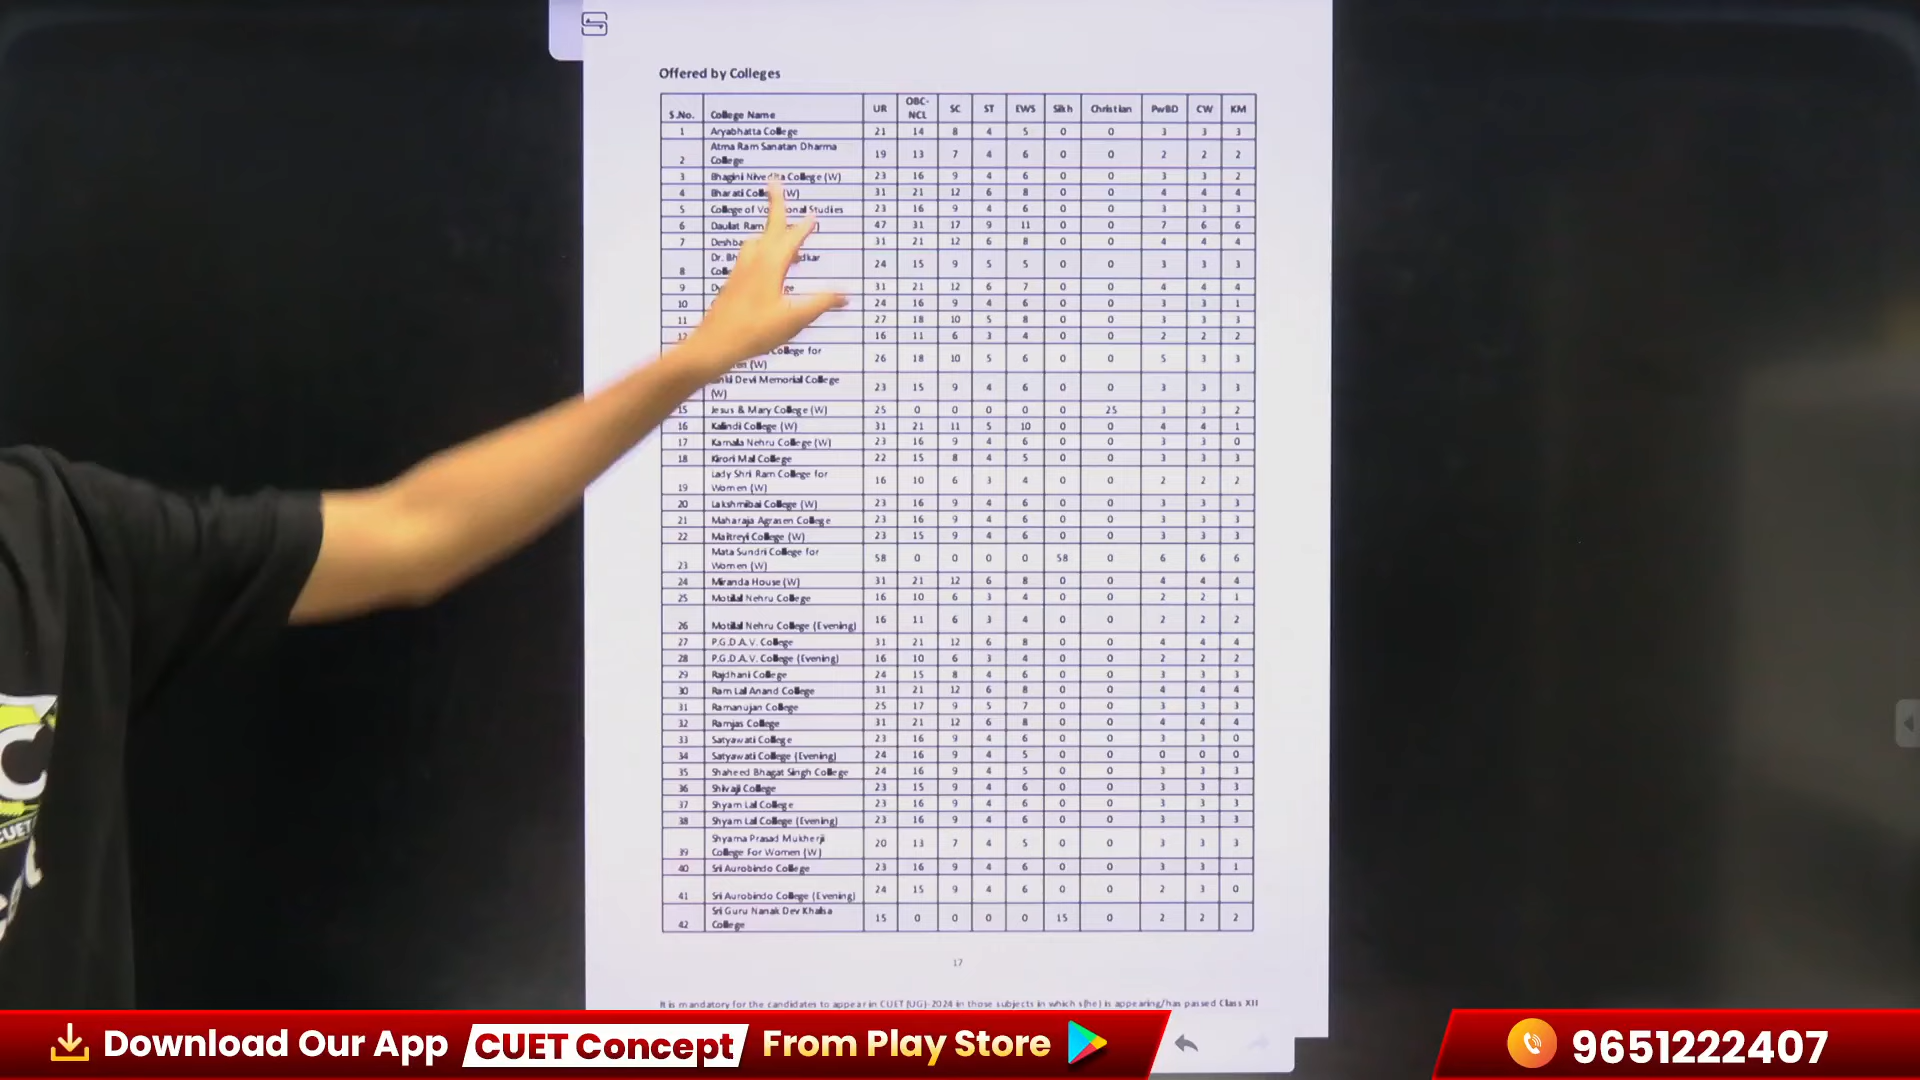 Offered by Colleges
S.No. College Name UR OBC-NCL SC ST EWS Sikh Christian PwBD CW KM
1 Aryabhatta College 21 14 8 4 5 0 0 3 3 3
2 Atma Ram Sanatan Dharma College 19 13 7 4 6 0 0 2 2 2
3 Bhagini Nivedita College (W) 23 16 9 4 6 0 0 3 3 2
4 Bharati (W) 31 21 12 6 8 0 0 4 4 4
5 College of Studies 23 16 9 4 6 0 0 3 3 3
6 Daulat Ram 47 31 17 9 11 0 0 7 6 6
7 31 21 12 6 8 0 0 4 4 4
8 Dr. 24 15 9 5 5 0 0 3 3 3
9 31 21 12 6 7 0 0 4 4 4
10 24 16 9 4 6 0 0 3 3 1
11 27 18 10 5 8 0 0 3 3 3
12 16 11 6 3 4 0 0 2 2 2
College for (W) 26 18 10 5 6 0 0 5 3 3
Devi Memorial College (W) 23 15 9 4 6 0 0 3 3 3
15 Jesus & Mary College (W) 25 0 0 0 0 0 25 3 3 2
16 Kalindi College (W) 31 21 11 5 10 0 0 4 4 1
17 Kamala Nehru College (W) 23 16 9 4 6 0 0 3 3 0
18 Kirori Mal College 22 15 8 4 5 0 0 3 3 3
19 Lady Shri Ram College for Women (W) 16 10 6 3 4 0 0 2 2 2
20 Lakshmibai College (W) 23 16 9 4 6 0 0 3 3 3
21 Maharaja Agrasen College 23 16 9 4 6 0 0 3 3 3
22 Maitreyi College (W) 23 15 9 4 6 0 0 3 3 3
23 Mata Sundri College for Women (W) 58 0 0 0 0 58 0 6 6 6
24 Miranda House (W) 31 21 12 6 8 0 0 4 4 4
25 Motilal Nehru College 16 10 6 3 4 0 0 2 2 1
26 Motilal Nehru College (Evening) 16 11 6 3 4 0 0 2 2 2
27 P.G.D.A.V. College 31 21 12 6 8 0 0 4 4 4
28 P.G.D.A.V. College (Evening) 16 10 6 3 4 0 0 2 2 2
29 Rajdhani College 24 15 8 4 6 0 0 3 3 3
30 Ram Lal Anand College 31 21 12 6 8 0 0 4 4 4
31 Ramanujan College 25 17 9 5 7 0 0 3 3 3
32 Ramjas College 31 21 12 6 8 0 0 4 4 4
33 Satyawati College 23 16 9 4 6 0 0 3 3 0
34 Satyawati College (Evening) 24 16 9 4 5 0 0 0 0 0
35 Shaheed Bhagat Singh College 24 16 9 4 5 0 0 3 3 3
36 Shivaji College 23 15 9 4 6 0 0 3 3 3
37 Shyam Lal College 23 16 9 4 6 0 0 3 3 3
38 Shyam Lal College (Evening) 23 16 9 4 6 0 0 3 3 3
39 Shyama Prasad Mukherji College For Women (W) 20 13 7 4 5 0 0 3 3 3
40 Sri Aurobindo College 23 16 9 4 6 0 0 3 3 1
41 Sri Aurobindo College (Evening) 24 15 9 4 6 0 0 2 3 0
42 Sri Guru Nanak Dev Khalsa College 15 0 0 0 0 15 0 2 2 2
17
It is mandatory for the candidates to appear in CUET (UG)-2024 in those subjects in which s(he) is appearing/has passed Class XII
Download Our App CUET Concept From Play Store
9651222407
CUET